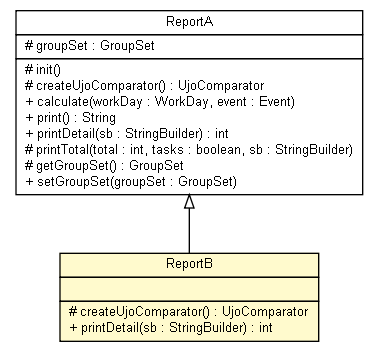 ReportA
# groupSet : GroupSet
# init()
# createUjoComparator() : UjoComparator
+ calculate(workDay : WorkDay, event : Event)
+ print() : String
+ printDetail(sb : StringBuilder) : int
# printTotal(total : int, tasks : boolean, sb : StringBuilder)
# getGroupSet() : GroupSet
+ setGroupSet(groupSet : GroupSet)
ReportB
# createUjoComparator() : UjoComparator
+ printDetail(sb : StringBuilder) : int